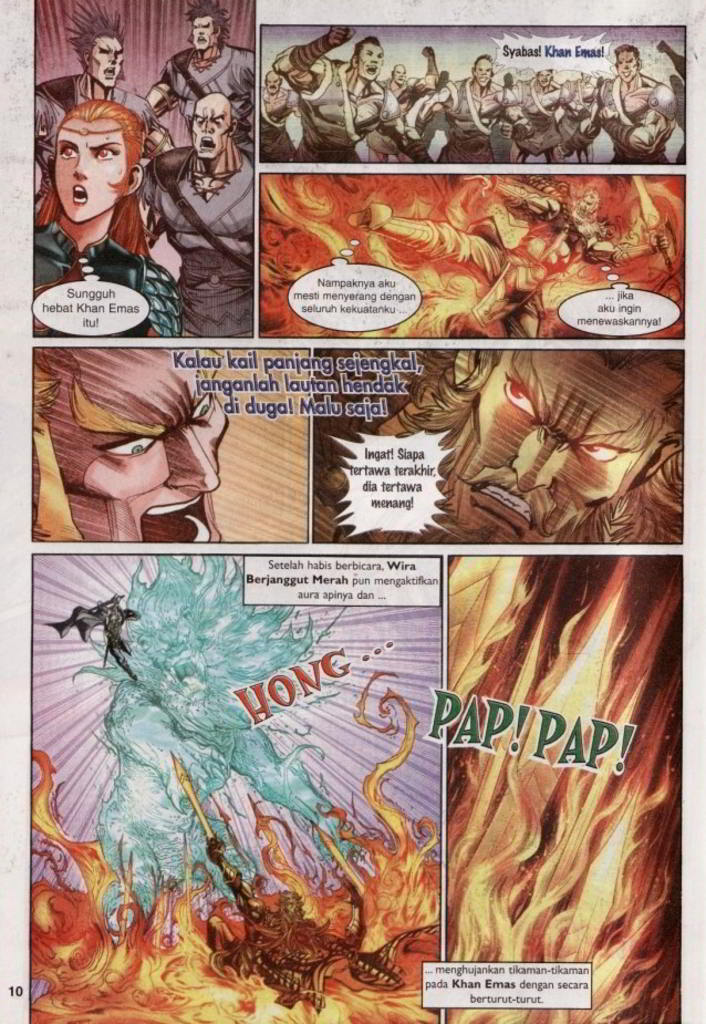 Sungguh
hebat Khan Emas
itu!
Syabas! Khan Emas!
Nampaknya aku
mesti menyerang dengan
seluruh kekuatanku ...
... jika
aku ingin
menewaskannya!
Kalau kail panjang sejengkal,
janganlah lautan hendak
di duga! Malu saja!
Ingat! Siapa
tertawa terakhir,
dia tertawa
menang!
Setelah habis berbicara, Wira
Berjanggut Merah pun mengaktifkan
aura apinya dan ...
HONG ...
PAP! PAP!
... menghujankan tikaman-tikaman
pada Khan Emas dengan secara
berturut-turut.
10